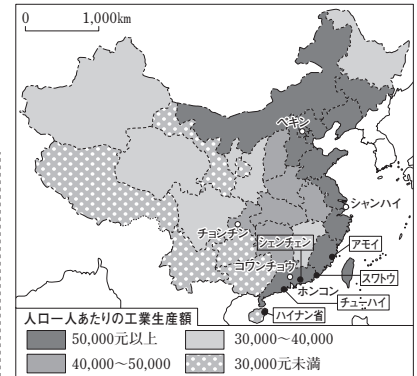 0 1,000km
ペキン
シャンハイ
チョンチン
シェンチェン
アモイ
コワンチョウ
スワトウ
ホンコン
チューハイ
ハイナン省
人口一人あたりの工業生産額
50,000元以上
30,000～40,000
40,000～50,000
30,000元未満